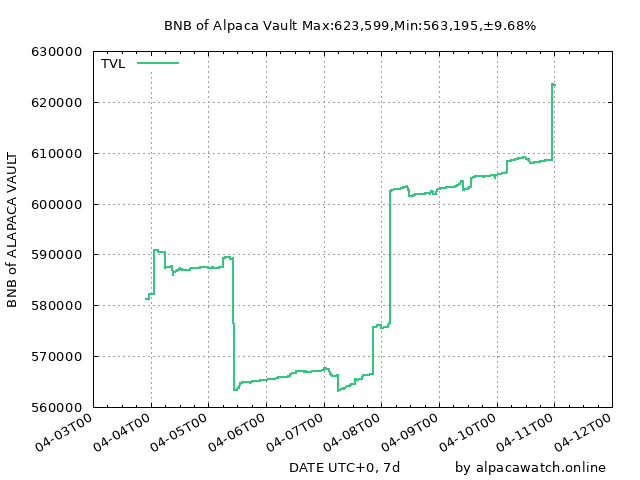 BNB of Alpaca Vault Max:623,599,Min:563,195,±9.68%
TVL
BNB of ALAPACA VAULT
630000
620000
610000
600000
590000
580000
570000
560000
04-03T00
04-04T00
04-05T00
04-06T00
04-07T00
04-08T00
04-09T00
04-10T00
04-11T00
04-12T00
DATE UTC+0, 7d
by alpacawatch.online